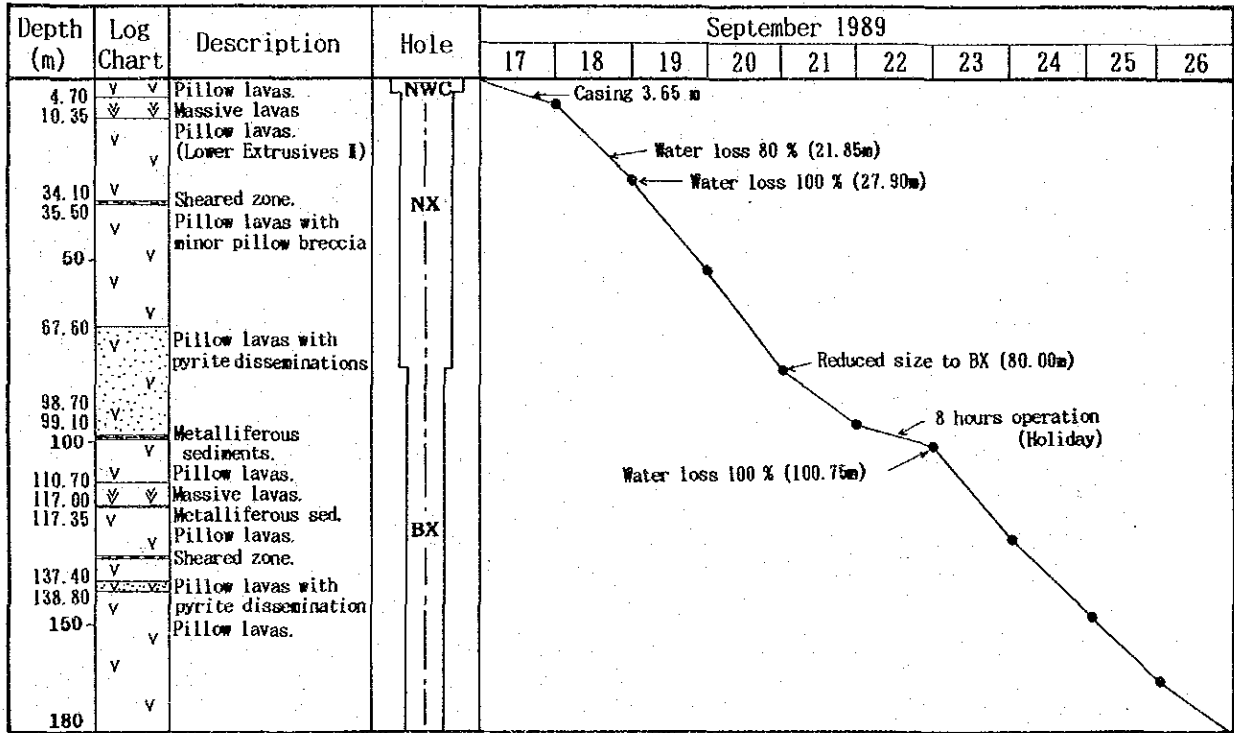 Depth (m)
Log Chart
Description
Hole
September 1989
17 18 19 20 21 22 23 24 25 26
4.70
10.35
34.10
35.50
50
67.60
98.70
99.10
100
110.70
117.00
117.35
137.40
138.80
150
180
Pillow lavas.
Massive lavas
Pillow lavas.
(Lower Extrusives Ⅱ)
Sheared zone.
Pillow lavas with
minor pillow breccia
Pillow lavas with
pyrite disseminations
Metalliferous
sediments.
Pillow lavas.
Massive lavas.
Metalliferous sed.
Pillow lavas.
Sheared zone.
Pillow lavas with
pyrite dissemination
Pillow lavas.
NWC
NX
BX
Casing 3.65 m
Water loss 80 % (21.85m)
Water loss 100 % (27.90m)
Reduced size to BX (80.00m)
8 hours operation
(Holiday)
Water loss 100 % (100.75m)